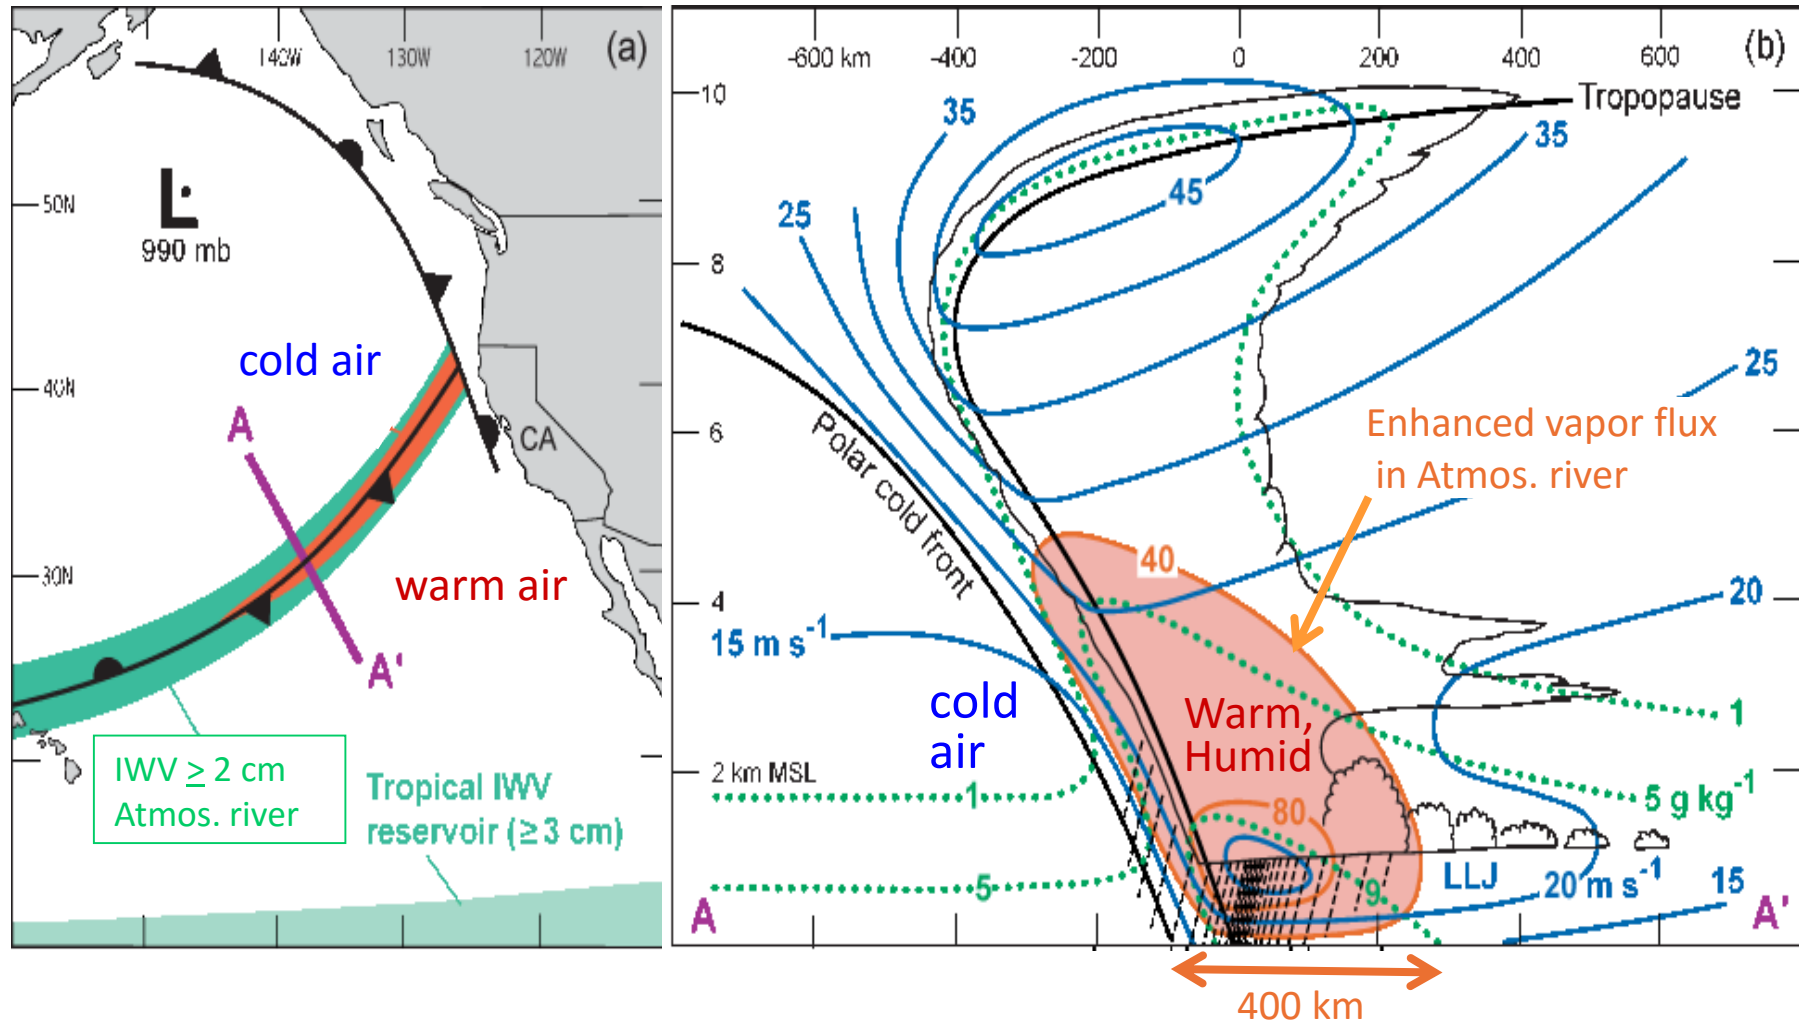 140W
130W
120W
(a)
50N
L
990 mb
cold air
40N
A
CA
30N
warm air
A'
IWV ≥ 2 cm
Atmos. river
Tropical IWV
reservoir (≥ 3 cm)
-600 km
-400
-200
0
200
400
600
(b)
10
Tropopause
35
35
45
25
8
25
6
Polar cold front
Enhanced vapor flux
in Atmos. river
40
4
20
15 m s-1
cold
air
Warm,
Humid
1
2 km MSL
1
5 g kg-1
80
5
9
LLJ
20 m s-1
15
A
A'
400 km